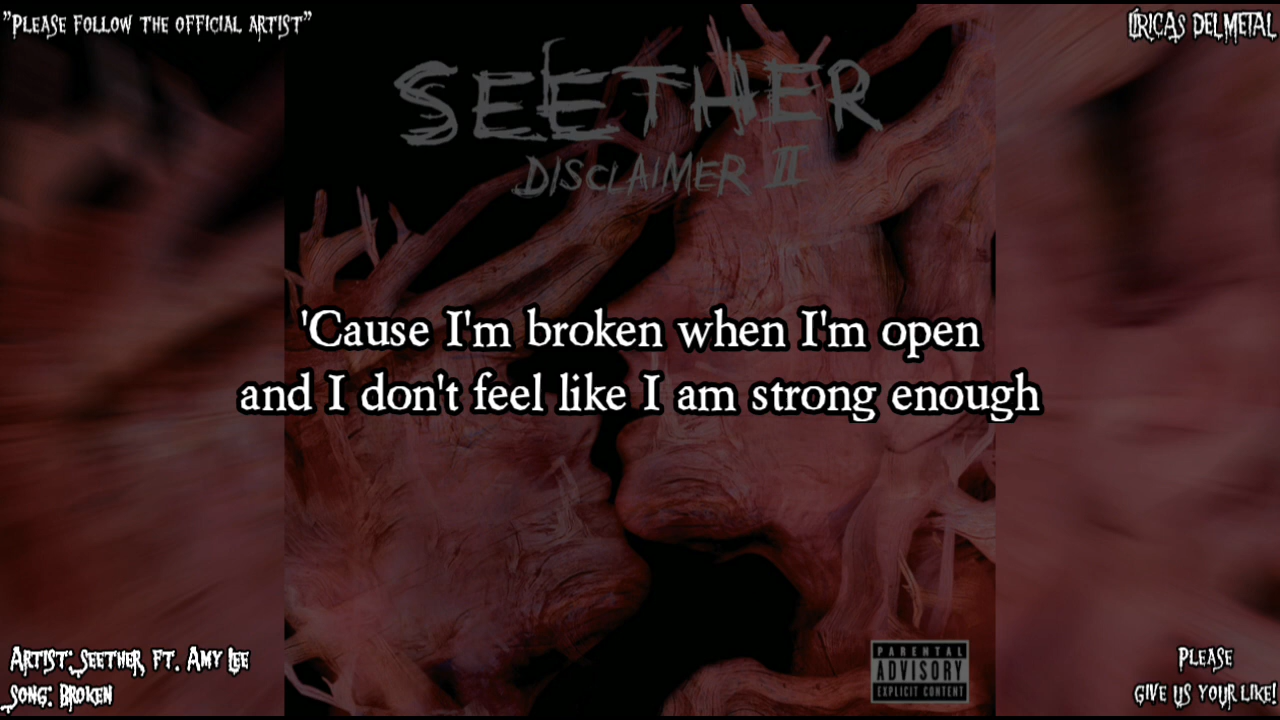 "Please follow the official artist"
Líricas del Metal
SEETHER
DISCLAIMER II
'Cause I'm broken when I'm open
and I don't feel like I am strong enough
Artist: Seether ft. Amy Lee
Song: Broken
PARENTAL
ADVISORY
EXPLICIT CONTENT
Please
give us your like!